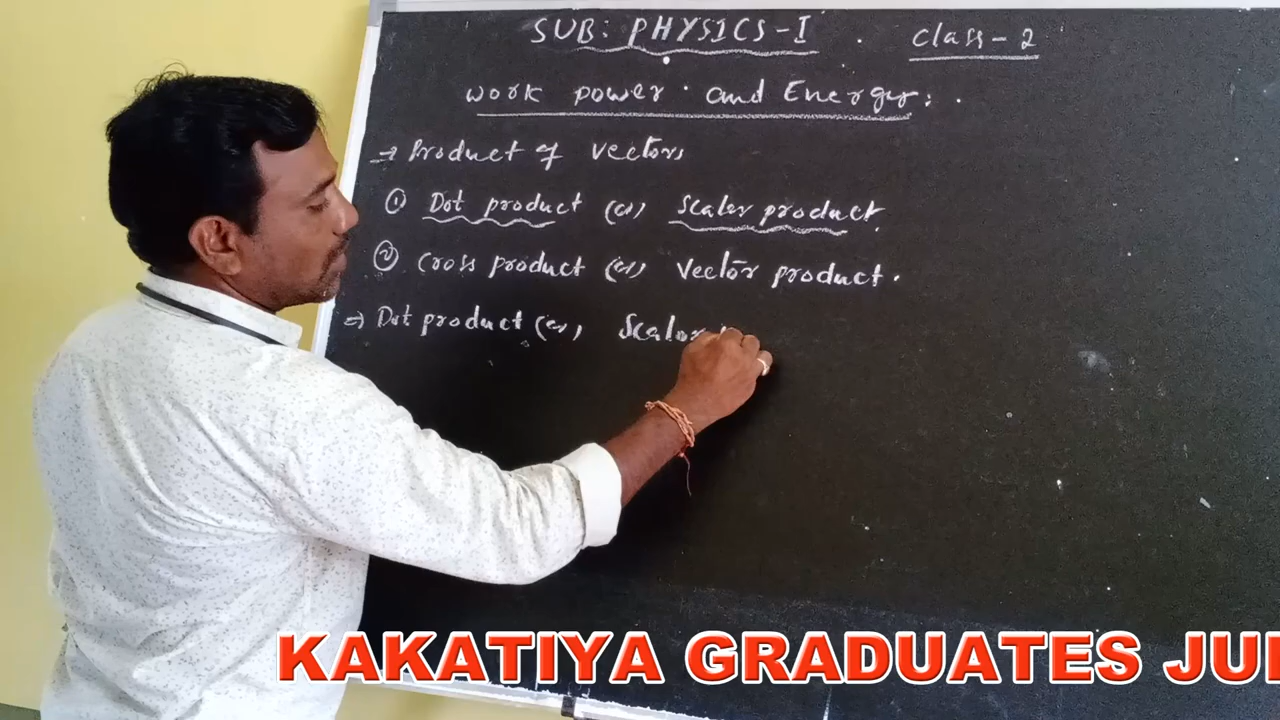 SUB: PHYSICS-I . Class-2
Work power and Energy:
⇒ Product of Vectors
① Dot product (or) Scalar product.
② Cross product (or) Vector product.
⇒ Dot product (or) Scalar
KAKATIYA GRADUATES JU